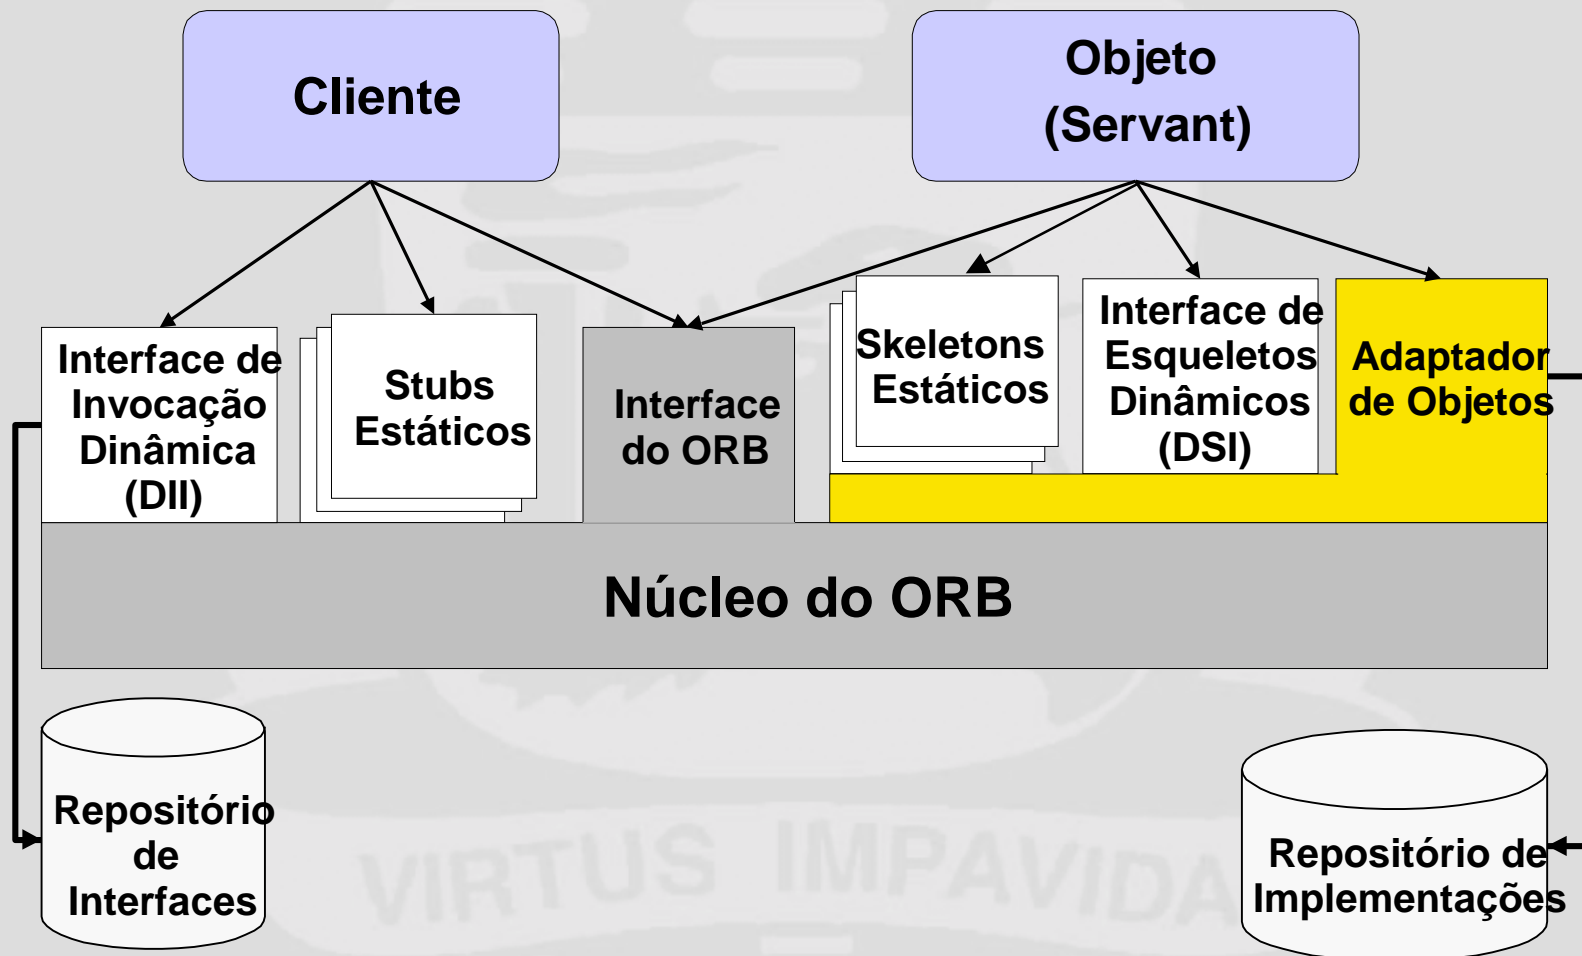 Cliente
Objeto
(Servant)
Interface de
Invocação
Dinâmica
(DII)
Stubs
Estáticos
Interface
do ORB
Skeletons
Estáticos
Interface de
Esqueletos
Dinâmicos
(DSI)
Adaptador
de Objetos
Núcleo do ORB
Repositório
de
Interfaces
Repositório de
Implementações
VIRTUS IMPAVIDA